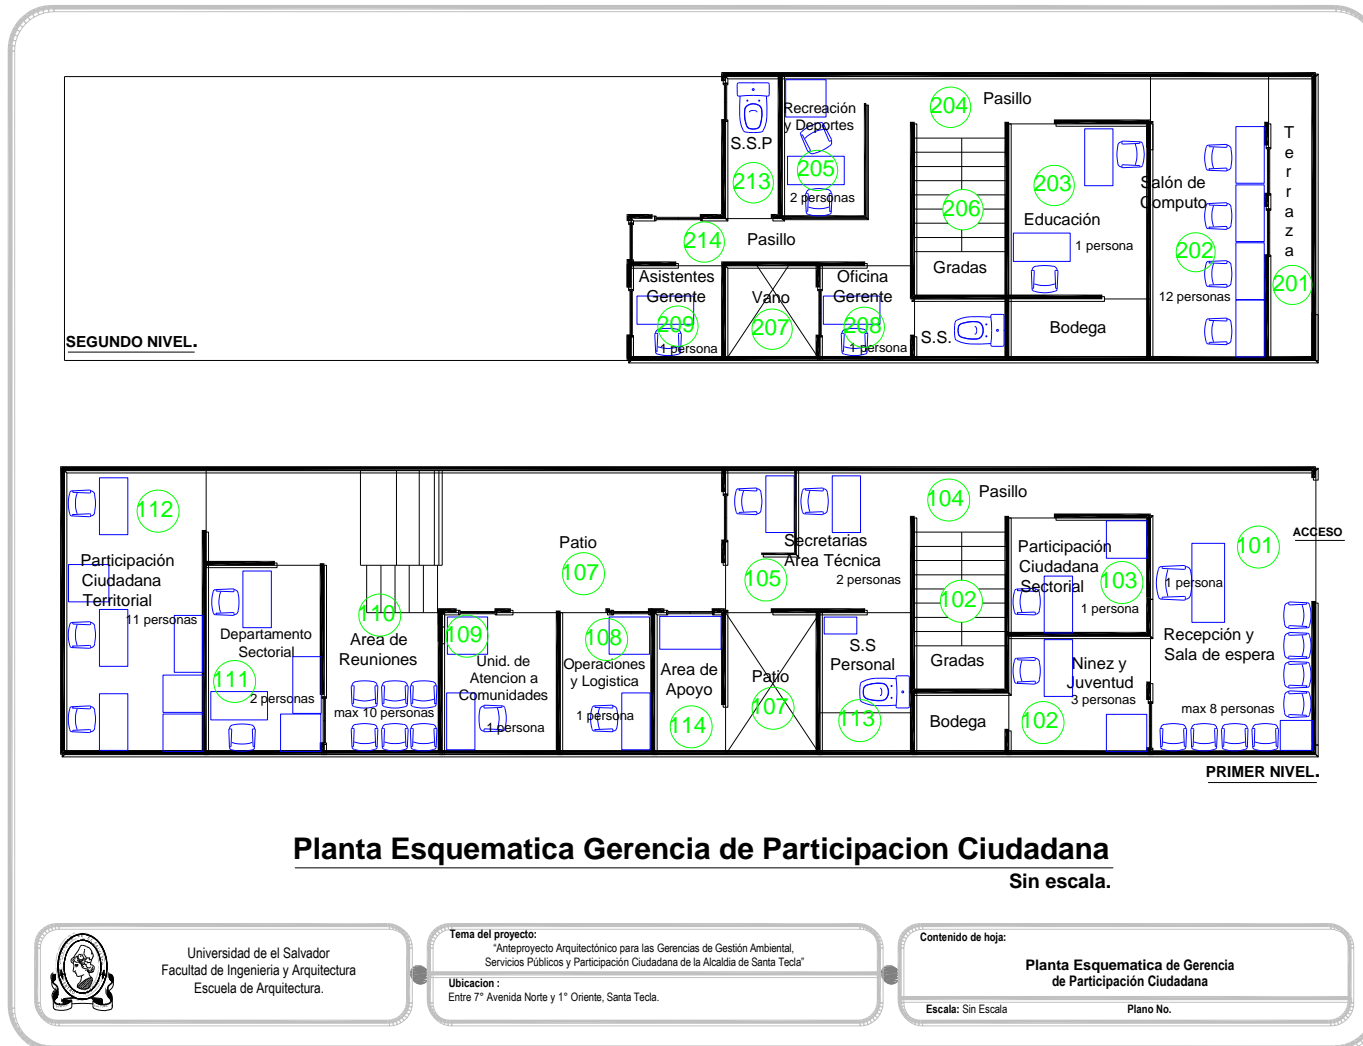 Recreación
y Deportes
205
2 personas
S.S.P
213
204
Pasillo
203
Educación
1 persona
206
Gradas
Salón de
Computo
202
12 personas
Terraza
201
214
Pasillo
Asistentes
Gerente
209
1 persona
Vano
207
Oficina
Gerente
208
1 persona
S.S.
Bodega
SEGUNDO NIVEL.
112
Participación
Ciudadana
Territorial
11 personas
Departamento
Sectorial
111
2 personas
110
Area de
Reuniones
max 10 personas
Patio
107
109
Unid. de
Atencion a
Comunidades
1 persona
108
Operaciones
y Logistica
1 persona
Area de
Apoyo
114
Patio
107
Secretarias
Area Técnica
105
2 personas
S.S
Personal
113
104
Pasillo
102
Gradas
Bodega
Participación
Ciudadana
Sectorial
103
1 persona
Ninez y
Juventud
3 personas
102
101
ACCESO
1 persona
Recepción y
Sala de espera
max 8 personas
PRIMER NIVEL.
Planta Esquematica Gerencia de Participacion Ciudadana
Sin escala.
Universidad de el Salvador
Facultad de Ingenieria y Arquitectura
Escuela de Arquitectura.
Tema del proyecto:
"Anteproyecto Arquitectónico para las Gerencias de Gestión Ambiental,
Servicios Públicos y Participación Ciudadana de la Alcaldia de Santa Tecla"
Ubicacion :
Entre 7° Avenida Norte y 1° Oriente, Santa Tecla.
Contenido de hoja:
Planta Esquematica de Gerencia
de Participación Ciudadana
Escala: Sin Escala
Plano No.